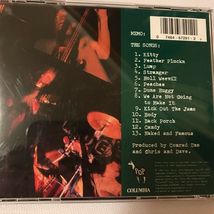 MEMO:
THE SONGS:
1. Kitty
2. Feather Pluckn
3. Lump
4. Stranger
5. Boll Weevil
6. Peaches
7. Dune Buggy
8. We Are Not Going
to Make It
9. Kick Out The Jams
10. Body
11. Back Porch
12. Candy
13. Naked and Famous
Produced by Conrad Uno
and Chris and Dave.
COLUMBIA